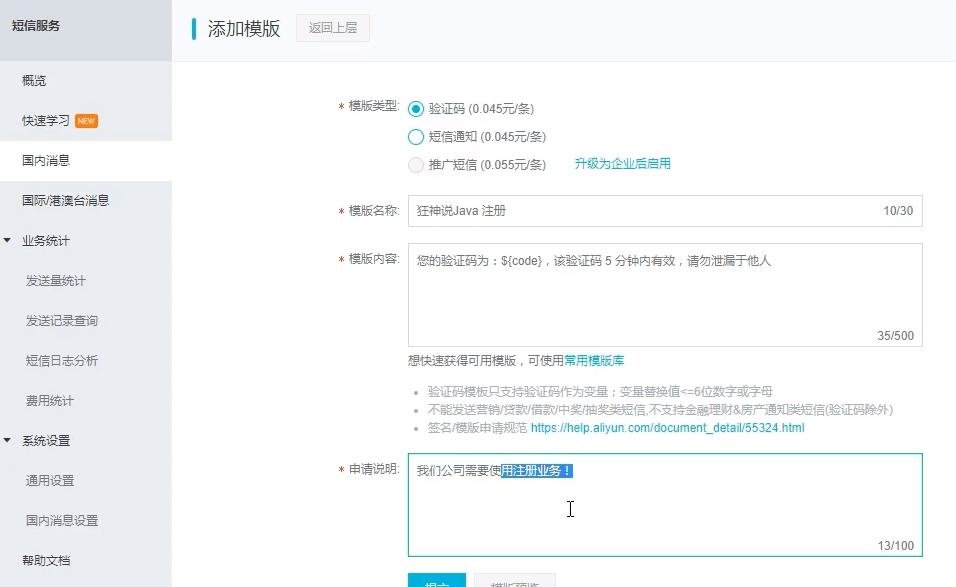 短信服务
概览
快速学习 NEW
国内消息
国际/港澳台消息
业务统计
发送量统计
发送记录查询
短信日志分析
费用统计
系统设置
通用设置
国内消息设置
帮助文档
添加模版 返回上层
* 模版类型: 验证码 (0.045元/条)
短信通知 (0.045元/条)
推广短信 (0.055元/条) 升级为企业后启用
* 模版名称: 狂神说Java 注册 10/30
* 模版内容: 您的验证码为：${code}，该验证码 5 分钟内有效，请勿泄漏于他人
35/500
想快速获得可用模版，可使用常用模版库
验证码模板只支持验证码作为变量；变量替换值<=6位数字或字母
不能发送营销/贷款/借款/中奖/抽奖类短信,不支持金融理财&房产通知类短信(验证码除外)
签名/模版申请规范 https://help.aliyun.com/document_detail/55324.html
* 申请说明: 我们公司需要使用注册业务！
13/100
提交 模版预览